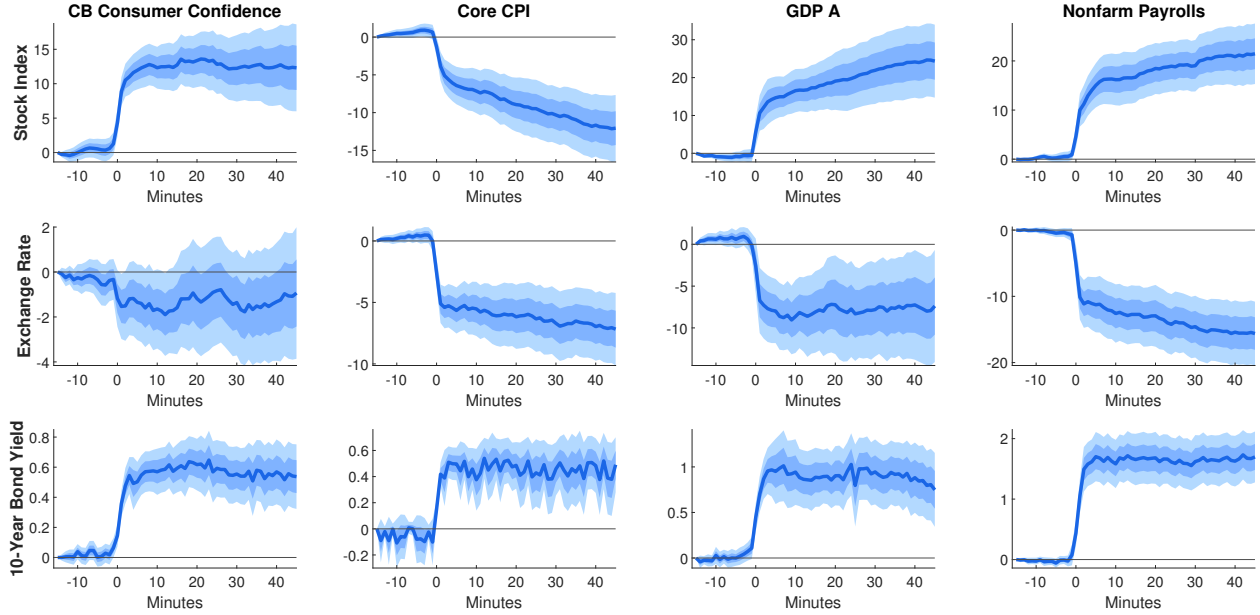 CB Consumer Confidence
Core CPI
GDP A
Nonfarm Payrolls
Stock Index
15
10
5
0
-10 0 10 20 30 40
Minutes
0
-5
-10
-15
-10 0 10 20 30 40
Minutes
30
20
10
0
-10 0 10 20 30 40
Minutes
20
10
0
-10 0 10 20 30 40
Minutes
Exchange Rate
2
0
-2
-4
-10 0 10 20 30 40
Minutes
0
-5
-10
-10 0 10 20 30 40
Minutes
0
-5
-10
-10 0 10 20 30 40
Minutes
0
-10
-20
-10 0 10 20 30 40
Minutes
10-Year Bond Yield
0.8
0.6
0.4
0.2
0
-10 0 10 20 30 40
Minutes
0.6
0.4
0.2
0
-0.2
-10 0 10 20 30 40
Minutes
1
0.5
0
-10 0 10 20 30 40
Minutes
2
1
0
-10 0 10 20 30 40
Minutes